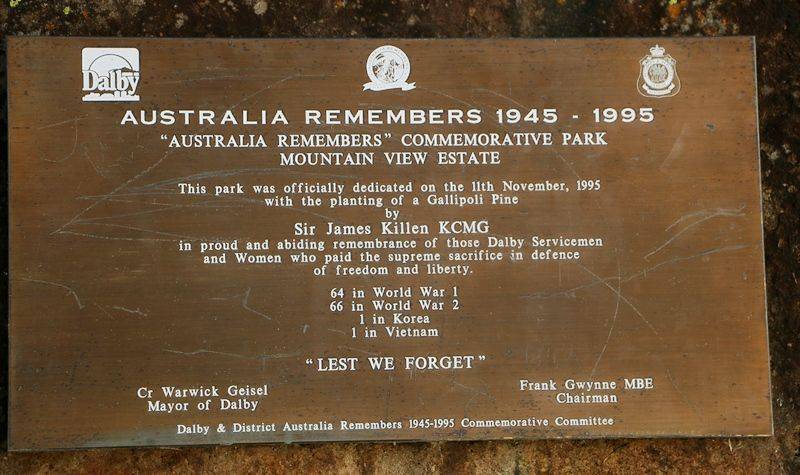 Dalby
AUSTRALIA REMEMBERS 1945 - 1995
“AUSTRALIA REMEMBERS” COMMEMORATIVE PARK
MOUNTAIN VIEW ESTATE
This park was officially dedicated on the 11th November, 1995
with the planting of a Gallipoli Pine
by
Sir James Killen KCMG
in proud and abiding remembrance of those Dalby Servicemen
and Women who paid the supreme sacrifice in defence
of freedom and liberty.
64 in World War 1
66 in World War 2
1 in Korea
1 in Vietnam
“LEST WE FORGET”
Cr Warwick Geisel
Mayor of Dalby
Frank Gwynne MBE
Chairman
Dalby & District Australia Remembers 1945-1995 Commemorative Committee